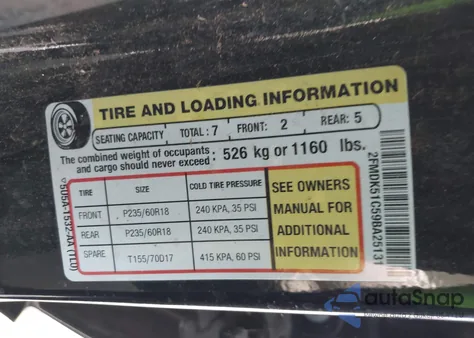 TIRE AND LOADING INFORMATION
SEATING CAPACITY TOTAL: 7 FRONT: 2 REAR: 5
The combined weight of occupants
and cargo should never exceed: 526 kg or 1160 lbs.
TIRE SIZE COLD TIRE PRESSURE
FRONT P235/60R18 240 KPA, 35 PSI
REAR P235/60R18 240 KPA, 35 PSI
SPARE T155/70D17 415 KPA, 60 PSI
SEE OWNERS
MANUAL FOR
ADDITIONAL
INFORMATION
2FMDK51C59BA2513
autoSnap